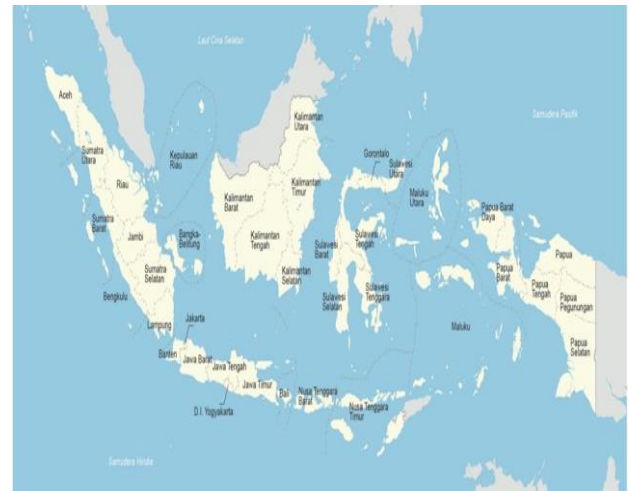 Laut Cina Selatan
Samudera Pasifik
Aceh
Sumatra
Utara
Riau
Kepulauan
Riau
Sumatra
Barat
Jambi
Bangka-
Belitung
Sumatra
Selatan
Bengkulu
Lampung
Kalimantan
Utara
Kalimantan
Barat
Kalimantan
Timur
Kalimantan
Tengah
Kalimantan
Selatan
Gorontalo
Sulawesi
Utara
Sulawesi
Barat
Sulawesi
Tengah
Sulawesi
Selatan
Sulawesi
Tenggara
Maluku
Utara
Maluku
Papua Barat
Daya
Papua
Barat
Papua
Papua
Tengah
Papua
Pegunungan
Papua
Selatan
Jakarta
Banten
Jawa Barat
Jawa Tengah
D.I. Yogyakarta
Jawa Timur
Bali
Nusa Tenggara
Barat
Nusa Tenggara
Timur
Samudera Hindia